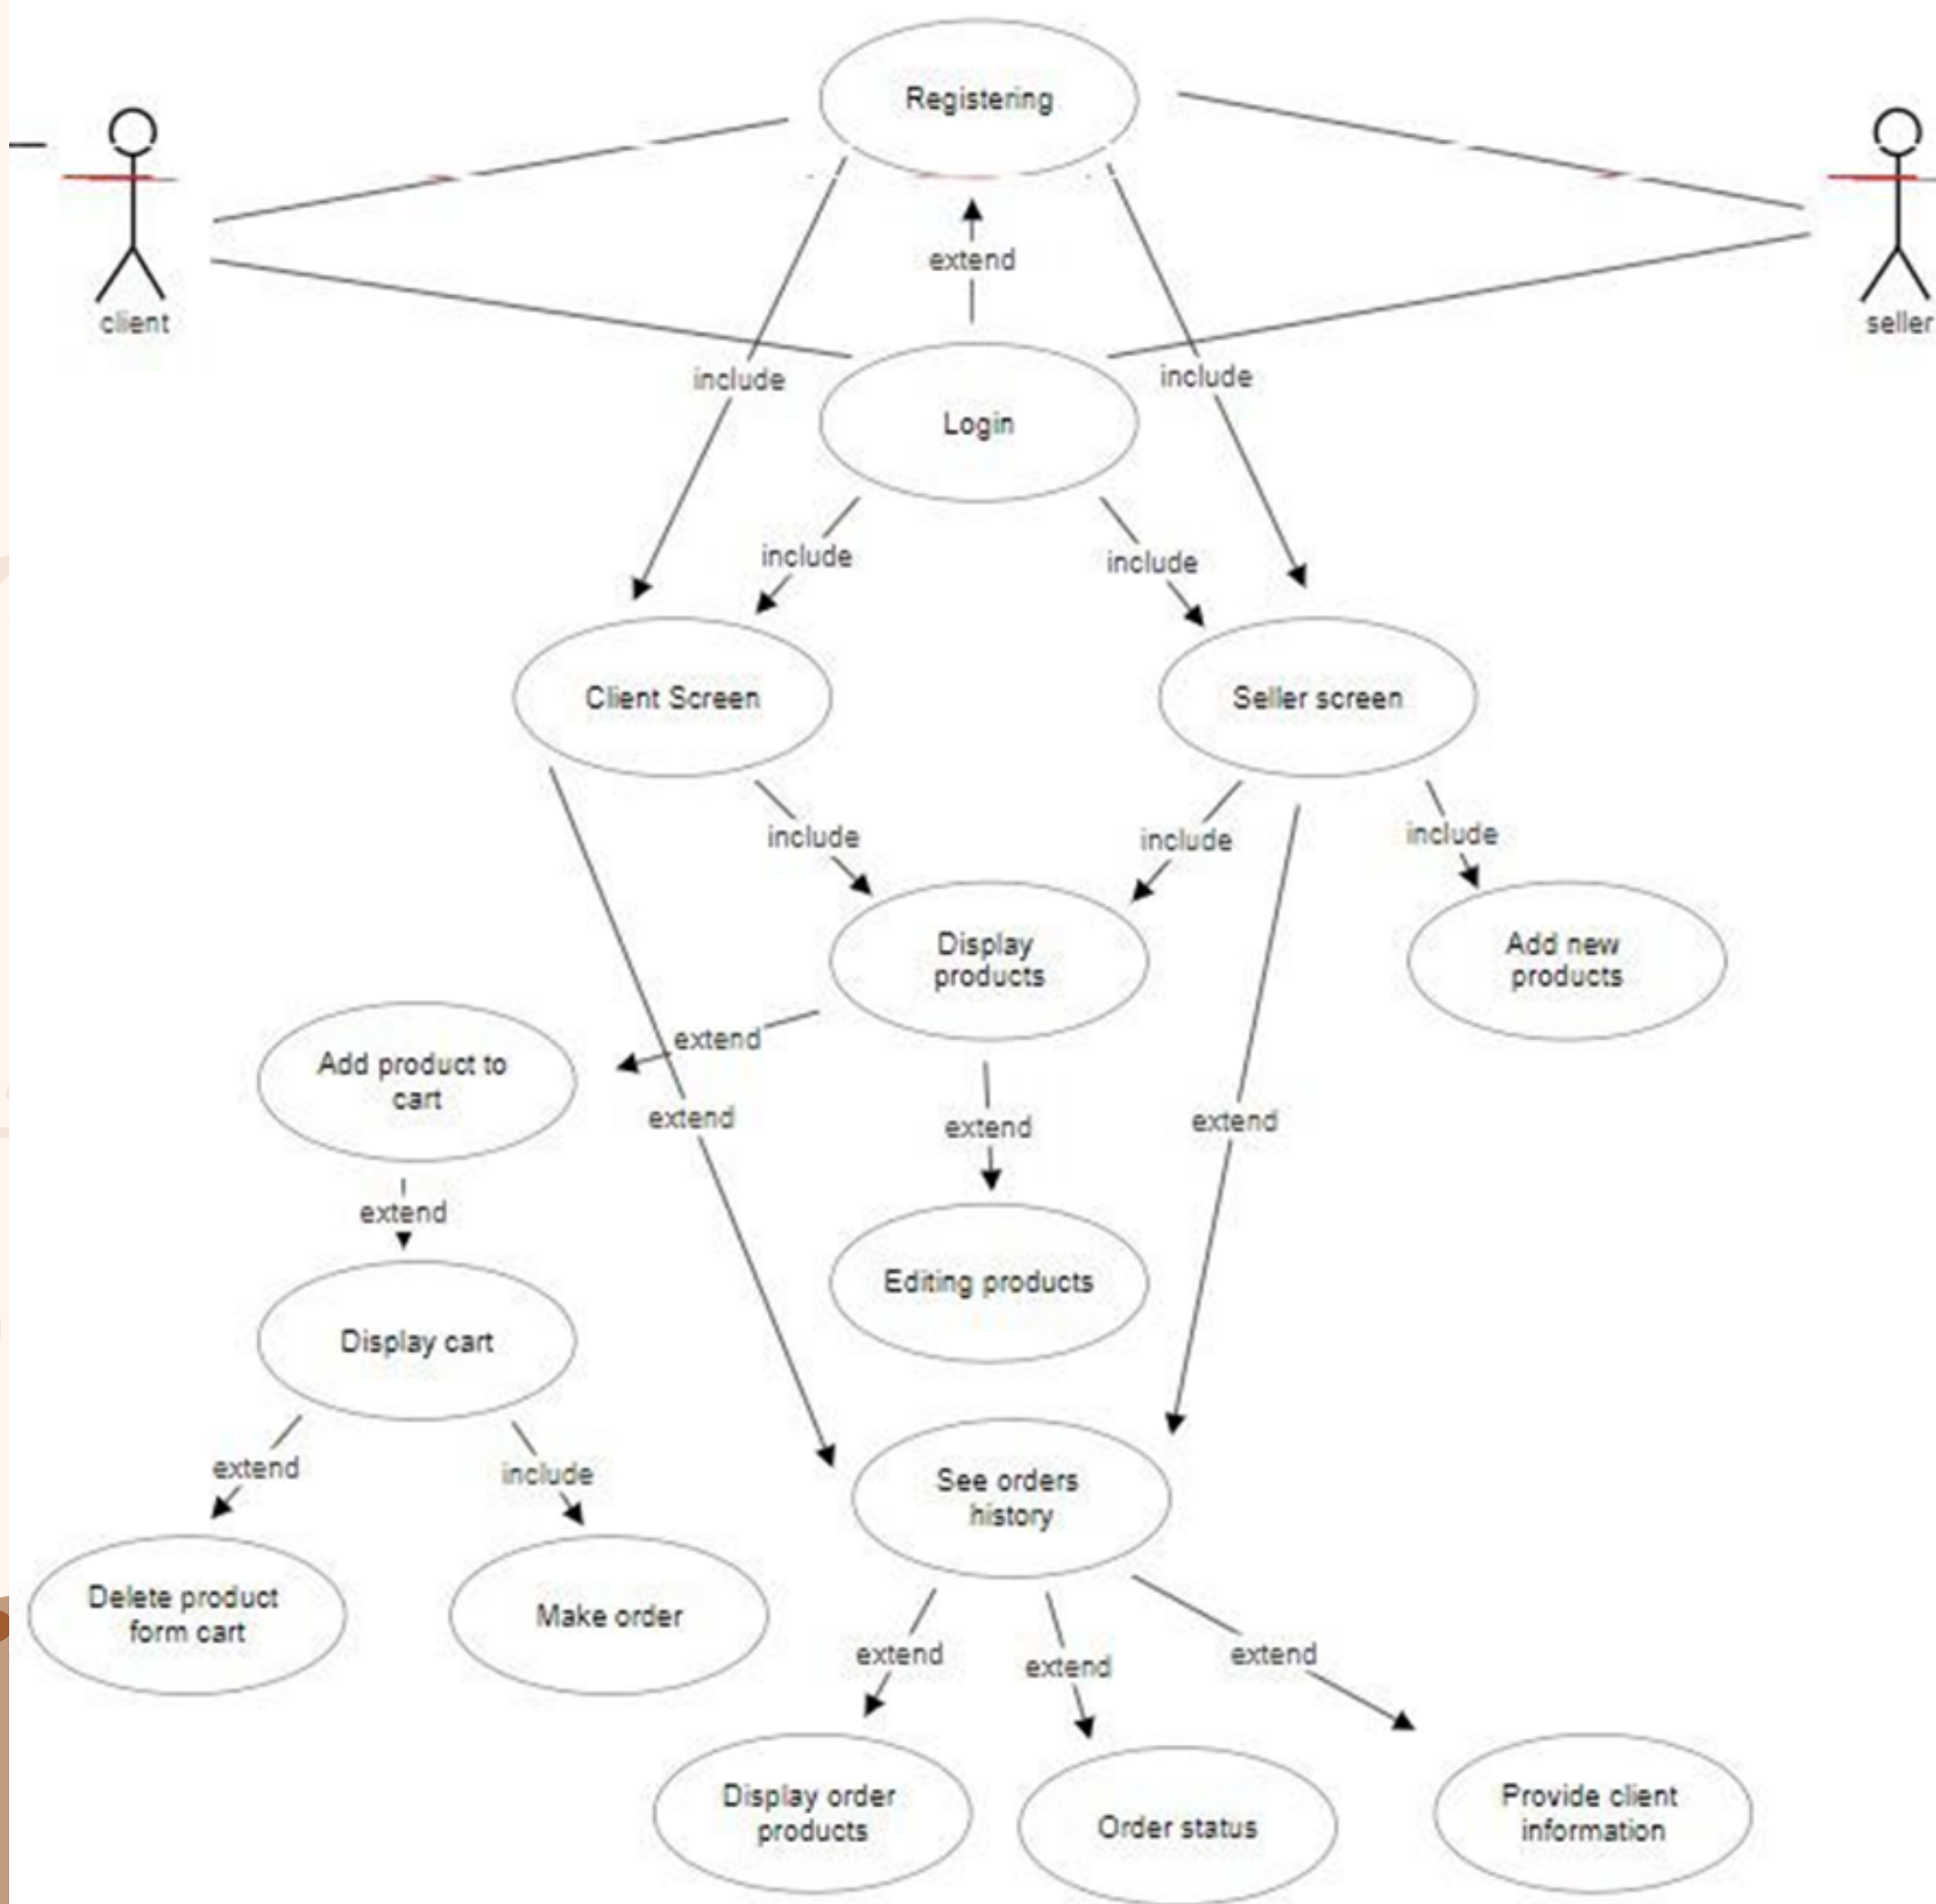 Registering
client
seller
extend
include
include
Login
include
include
Client Screen
Seller screen
include
include
include
Display
products
Add new
products
extend
Add product to
cart
extend
extend
extend
extend
Editing products
Display cart
extend
include
See orders
history
Delete product
form cart
Make order
extend
extend
extend
Display order
products
Order status
Provide client
information